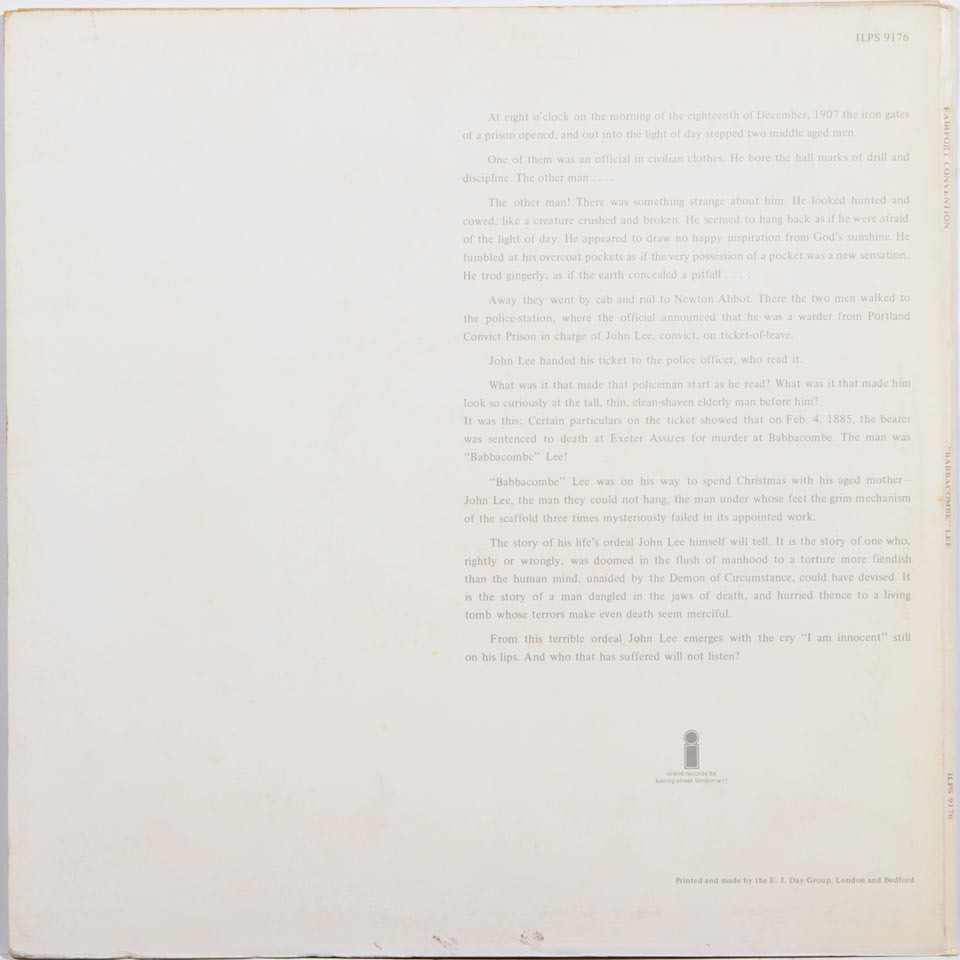 ILPS 9176
At eight o'clock on the morning of the eighteenth of December, 1907 the iron gates
of a prison opened, and out into the light of day stepped two middle aged men.
One of them was an official in civilian clothes. He bore the hall marks of drill and
discipline. The other man . . . .
The other man! There was something strange about him. He looked hunted and
cowed, like a creature crushed and broken. He seemed to hang back as if he were afraid
of the light of day. He appeared to draw no happy inspiration from God's sunshine. He
fumbled at his overcoat pockets as if the very possession of a pocket was a new sensation.
He trod gingerly, as if the earth concealed a pitfall . . . .
Away they went by cab and rail to Newton Abbot. There the two men walked to
the police-station, where the official announced that he was a warder from Portland
Convict Prison in charge of John Lee, convict, on ticket-of-leave.
John Lee handed his ticket to the police officer, who read it.
What was it that made that policeman start as he read? What was it that made him
look so curiously at the tall, thin, clean-shaven elderly man before him?
It was this: Certain particulars on the ticket showed that on Feb. 4, 1885, the bearer
was sentenced to death at Exeter Assizes for murder at Babbacombe. The man was
"Babbacombe" Lee!
"Babbacombe" Lee was on his way to spend Christmas with his aged mother—
John Lee, the man they could not hang, the man under whose feet the grim mechanism
of the scaffold three times mysteriously failed in its appointed work.
The story of his life's ordeal John Lee himself will tell. It is the story of one who,
rightly or wrongly, was doomed in the flush of manhood to a torture more fiendish
than the human mind, unaided by the Demon of Circumstance, could have devised. It
is the story of a man dangled in the jaws of death, and hurried thence to a living
tomb whose terrors make even death seem merciful.
From this terrible ordeal John Lee emerges with the cry "I am innocent" still
on his lips. And who that has suffered will not listen?
island records ltd
basing street london w11
Printed and made by the E. J. Day Group, London and Bedford
FAIRPORT CONVENTION
"BABBACOMBE" LEE
ILPS 9176